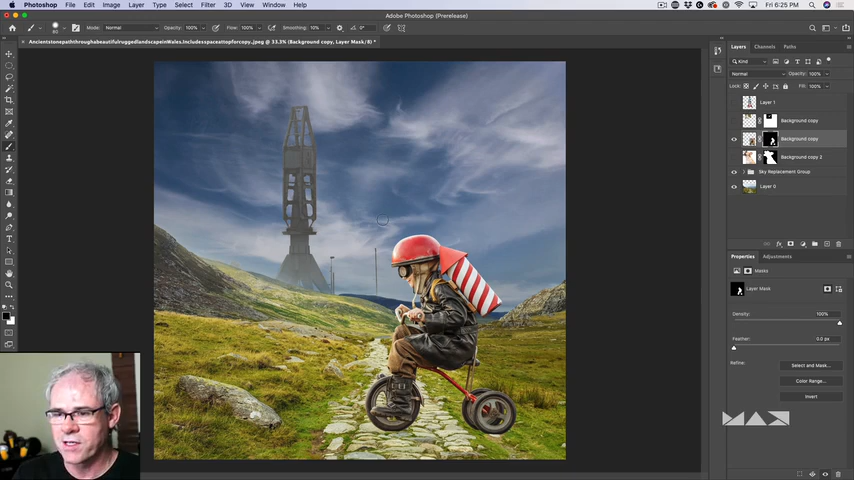 Photoshop File Edit Image Layer Type Select Filter 3D View Window Help
Fri 6:25 PM
Adobe Photoshop (Prerelease)
Mode: Normal Opacity: 100% Flow: 100% Smoothing: 10% 0°
AncientstonepaththroughabeautifulruggedlandscapeinWales.Includesspaceattopforcopy.jpeg @ 33.3% (Background copy, Layer Mask/8) *
Layers Channels Paths
Kind
Normal Opacity: 100%
Lock: Fill: 100%
Layer 1
Background copy
Background copy
Background copy 2
Sky Replacement Group
Layer 0
Properties Adjustments
Masks
Layer Mask
Density: 100%
Feather: 0.0 px
Refine: Select and Mask...
Color Range...
Invert
MAX